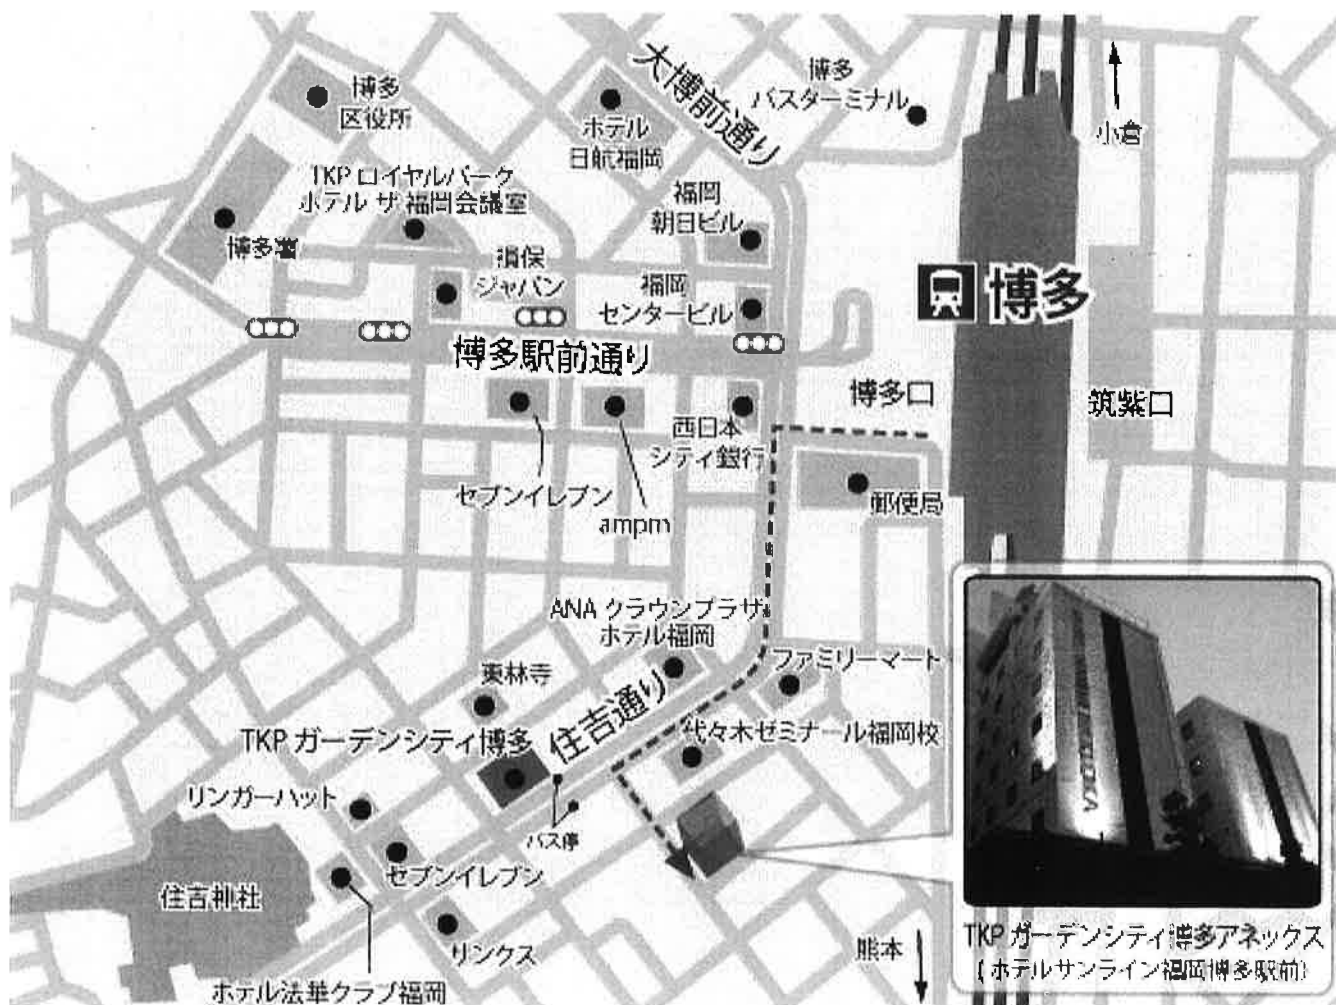 大博前通り
博多
バスターミナル
小倉
博多
区役所
ホテル
日航福岡
TKP ロイヤルパーク
ホテル ザ 福岡会議室
福岡
朝日ビル
博多署
損保
ジャパン
福岡
センタービル
博多
博多駅前通り
博多口
筑紫口
西日本
シティ銀行
セブンイレブン
ampm
郵便局
ANA クラウンプラザ
ホテル福岡
ファミリーマート
東林寺
住吉通り
代々木ゼミナール福岡校
TKP ガーデンシティ博多
リンガーハット
バス停
セブンイレブン
住吉神社
リンクス
ホテル法華クラブ福岡
熊本
TKP ガーデンシティ博多アネックス
(ホテルサンライン福岡博多駅前)